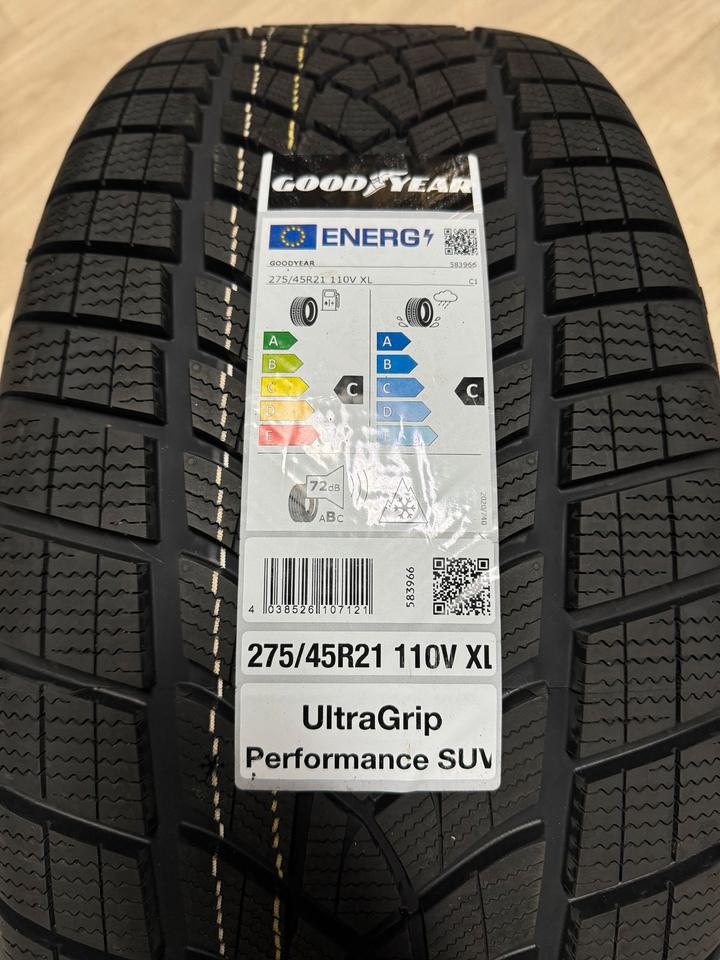 GOODYEAR
ENERG
GOODYEAR 583966
275/45R21 110V XL C1
A A
B B
C C C C
D D
E E
72dB
ABC
2020/740
583966
4 038526 107121
275/45R21 110V XL
UltraGrip
Performance SUV